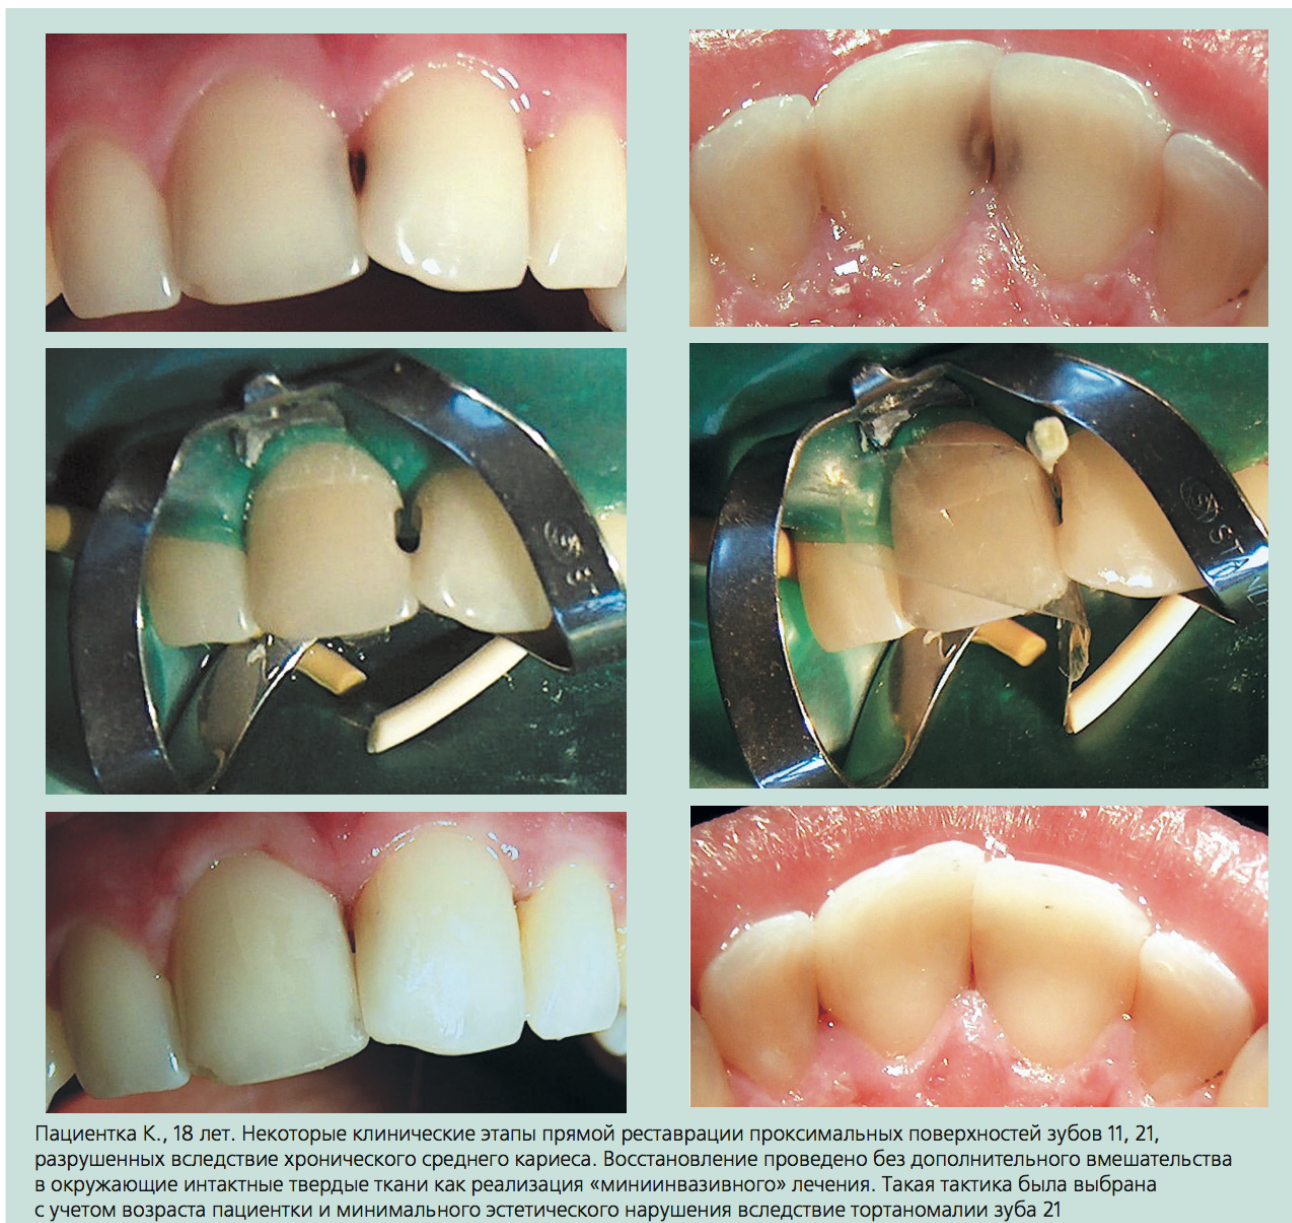 Пациентка К., 18 лет. Некоторые клинические этапы прямой реставрации проксимальных поверхностей зубов 11, 21,
разрушенных вследствие хронического среднего кариеса. Восстановление проведено без дополнительного вмешательства
в окружающие интактные твердые ткани как реализация «миниинвазивного» лечения. Такая тактика была выбрана
с учетом возраста пациентки и минимального эстетического нарушения вследствие тортаномалии зуба 21